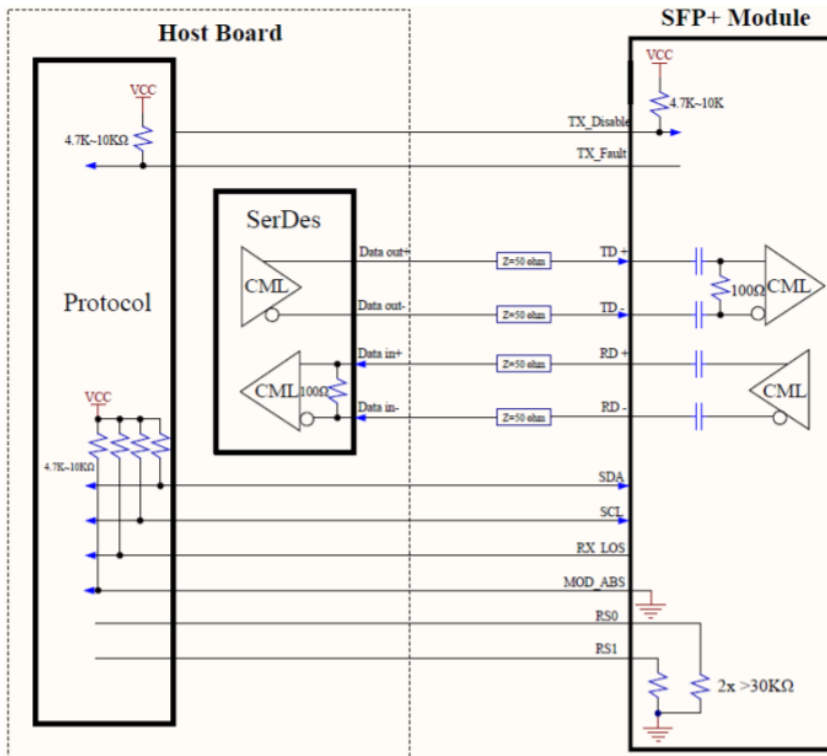 SFP+ Module
Host Board
VCC
VCC
4.7K~10K
4.7K~10KΩ
TX_Disable
TX_Fault
SerDes
Data out+
Z=50 ohm
TD +
CML
100Ω
CML
Protocol
Data out-
Z=50 ohm
TD -
Data in+
Z=50 ohm
RD +
CML
100Ω
CML
VCC
Data in-
Z=50 ohm
RD -
4.7K~10KΩ
SDA
SCL
RX_LOS
MOD_ABS
RS0
RS1
2x >30KΩ